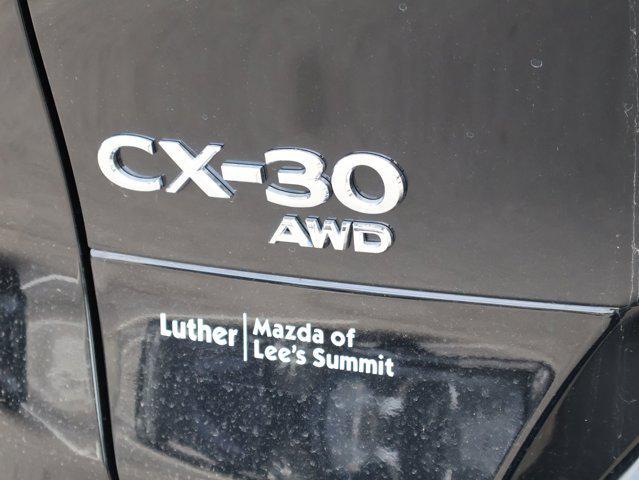 CX-30
AWD
Luther | Mazda of
Lee's Summit